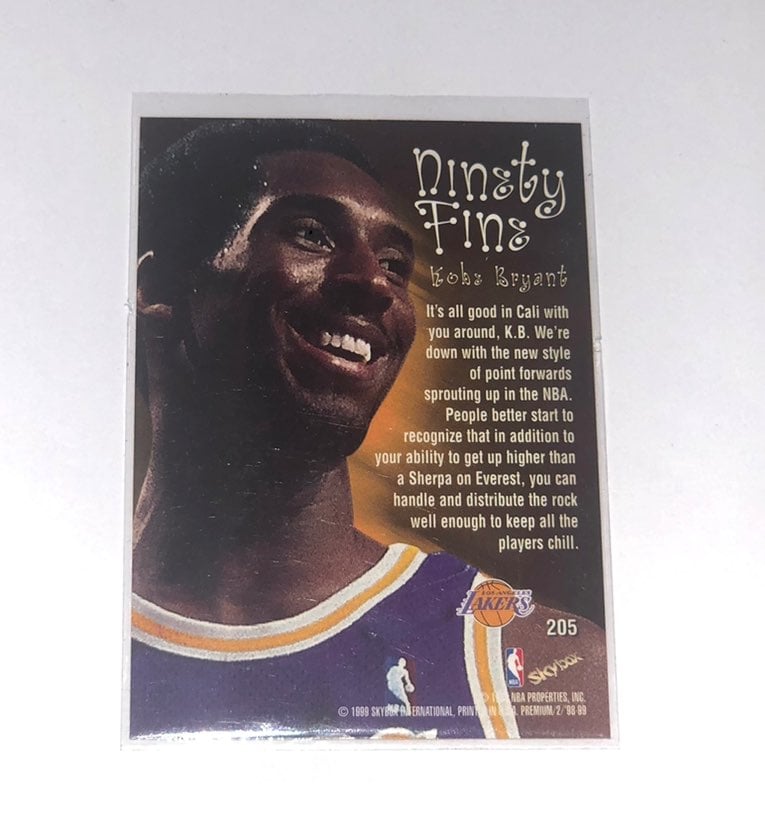 Ninety
Fine
Kobe Bryant
It's all good in Cali with
you around, K.B. We're
down with the new style
of point forwards
sprouting up in the NBA.
People better start to
recognize that in addition to
your ability to get up higher than
a Sherpa on Everest, you can
handle and distribute the rock
well enough to keep all the
players chill.
LOS ANGELES
LAKERS
205
NBA
skybox
NBA PROPERTIES, INC.
© 1999 SKYBOX INTERNATIONAL, PRINTED IN U.S.A. PREMIUM/2/'98-99